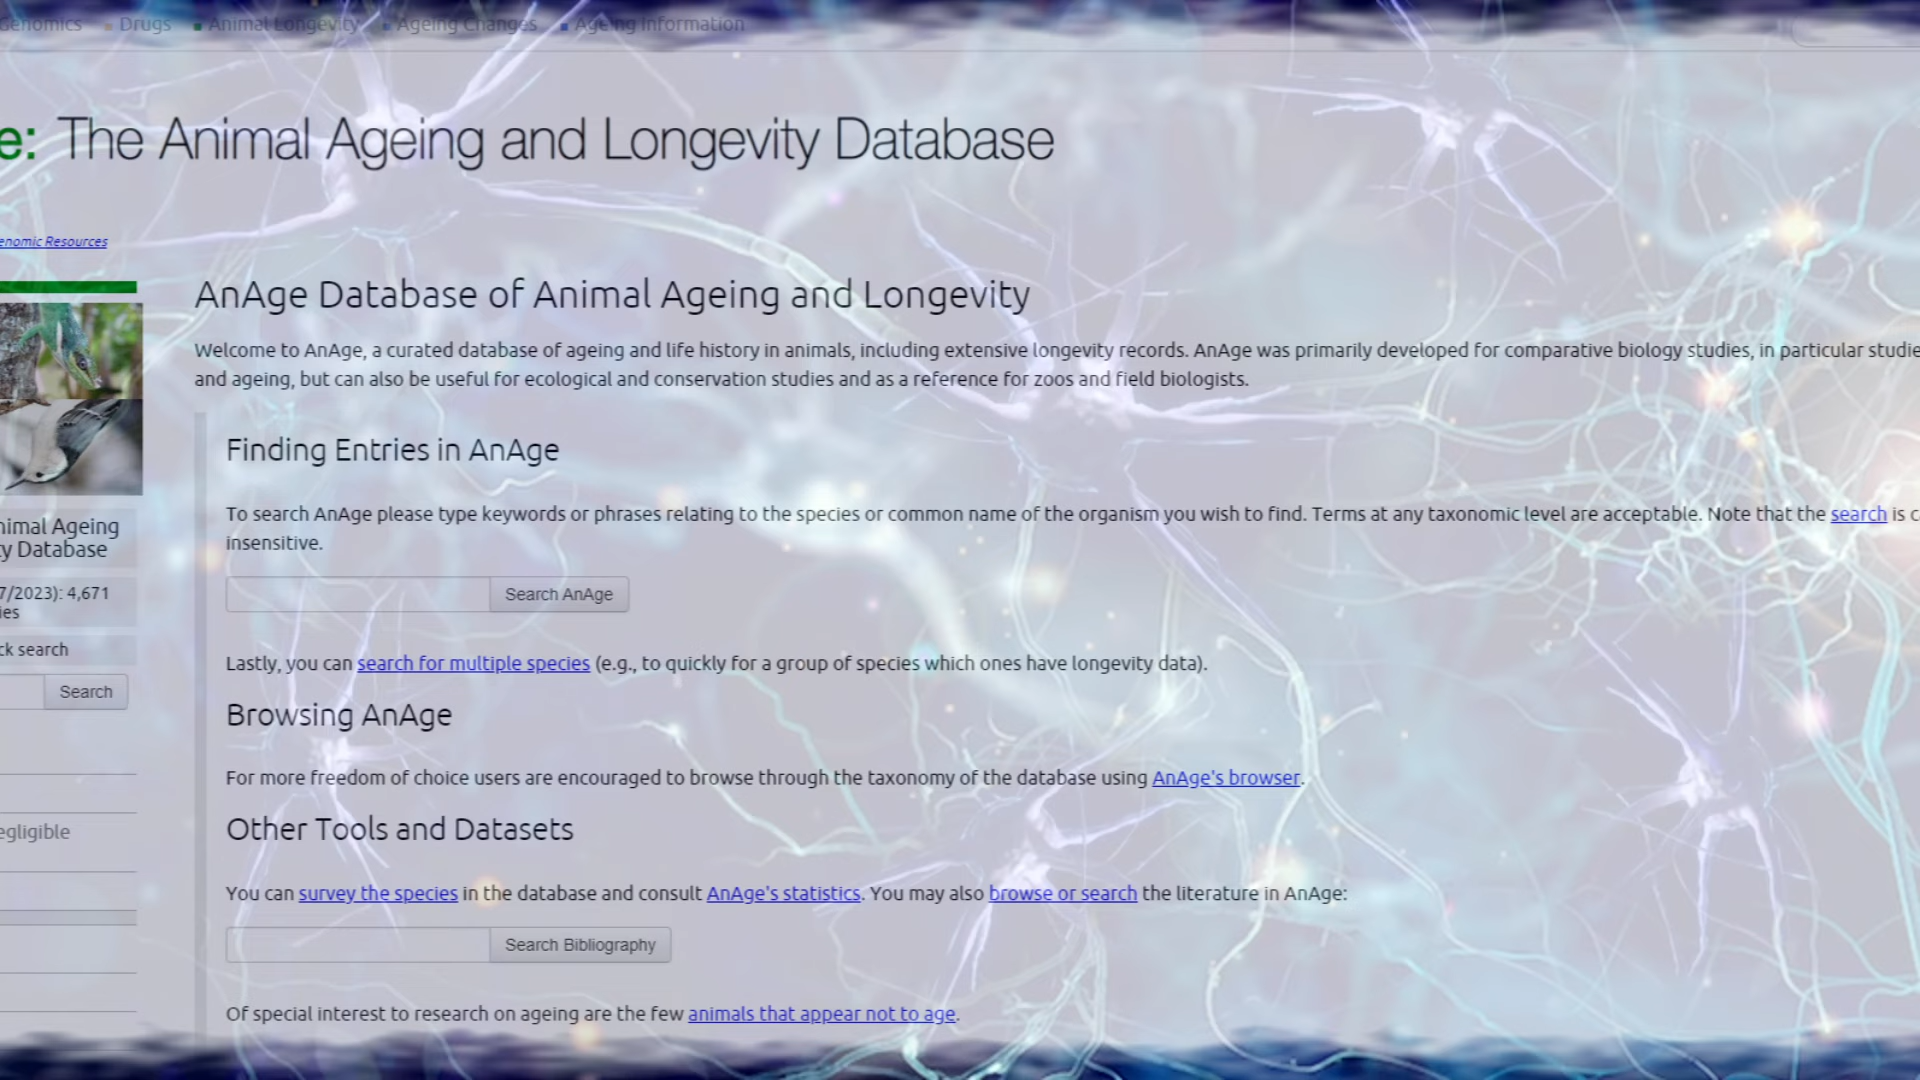 Genomics Drugs Animal Longevity Ageing Changes Ageing Information
e: The Animal Ageing and Longevity Database
enomic Resources
AnAge Database of Animal Ageing and Longevity
Welcome to AnAge, a curated database of ageing and life history in animals, including extensive longevity records. AnAge was primarily developed for comparative biology studies, in particular studie
and ageing, but can also be useful for ecological and conservation studies and as a reference for zoos and field biologists.
Finding Entries in AnAge
To search AnAge please type keywords or phrases relating to the species or common name of the organism you wish to find. Terms at any taxonomic level are acceptable. Note that the search is c
insensitive.
Search AnAge
Lastly, you can search for multiple species (e.g., to quickly for a group of species which ones have longevity data).
Browsing AnAge
For more freedom of choice users are encouraged to browse through the taxonomy of the database using AnAge's browser.
Other Tools and Datasets
You can survey the species in the database and consult AnAge's statistics. You may also browse or search the literature in AnAge:
Search Bibliography
Of special interest to research on ageing are the few animals that appear not to age.
nimal Ageing
ty Database
7/2023): 4,671
ies
ck search
Search
egligible